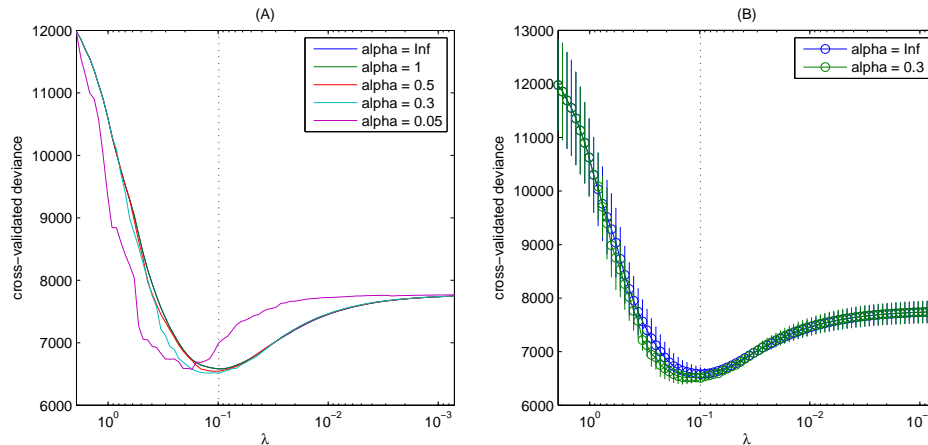 (A)
12000
11000
10000
9000
8000
7000
6000
cross−validated deviance
10^0
10^−1
10^−2
10^−3
λ
alpha = Inf
alpha = 1
alpha = 0.5
alpha = 0.3
alpha = 0.05
(B)
13000
12000
11000
10000
9000
8000
7000
6000
cross−validated deviance
10^0
10^−1
10^−2
10^−3
λ
alpha = Inf
alpha = 0.3